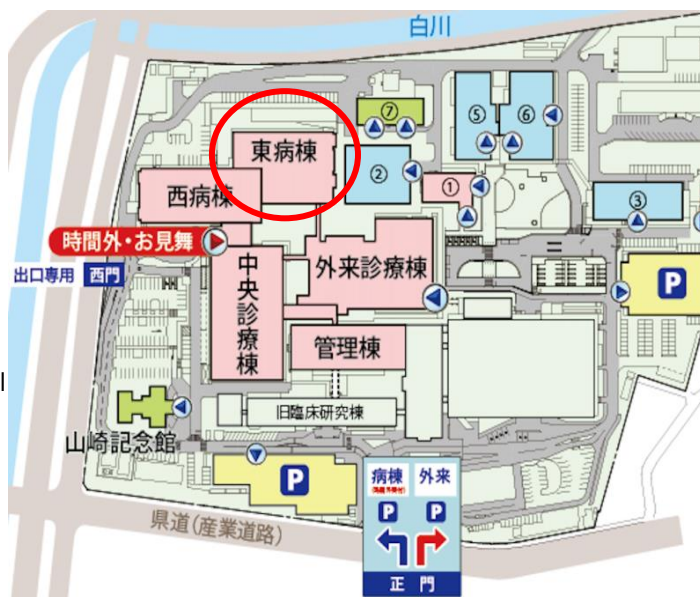 白川
⑦
⑤
⑥
東病棟
②
①
③
西病棟
時間外・お見舞
出口専用 西門
外来診療棟
P
中央診療棟
管理棟
旧臨床研究棟
山崎記念館
P
病棟 外来
P P
県道(産業道路)
正門